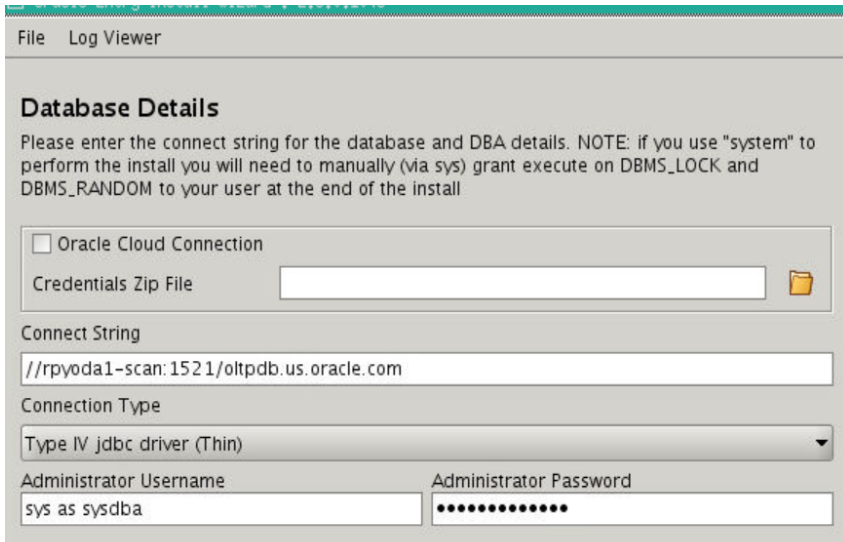 File Log Viewer
Database Details
Please enter the connect string for the database and DBA details. NOTE: if you use "system" to
perform the install you will need to manually (via sys) grant execute on DBMS_LOCK and
DBMS_RANDOM to your user at the end of the install
Oracle Cloud Connection
Credentials Zip File
Connect String
//rpyoda1-scan:1521/oltpdb.us.oracle.com
Connection Type
Type IV jdbc driver (Thin)
Administrator Username Administrator Password
sys as sysdba •••••••••••••